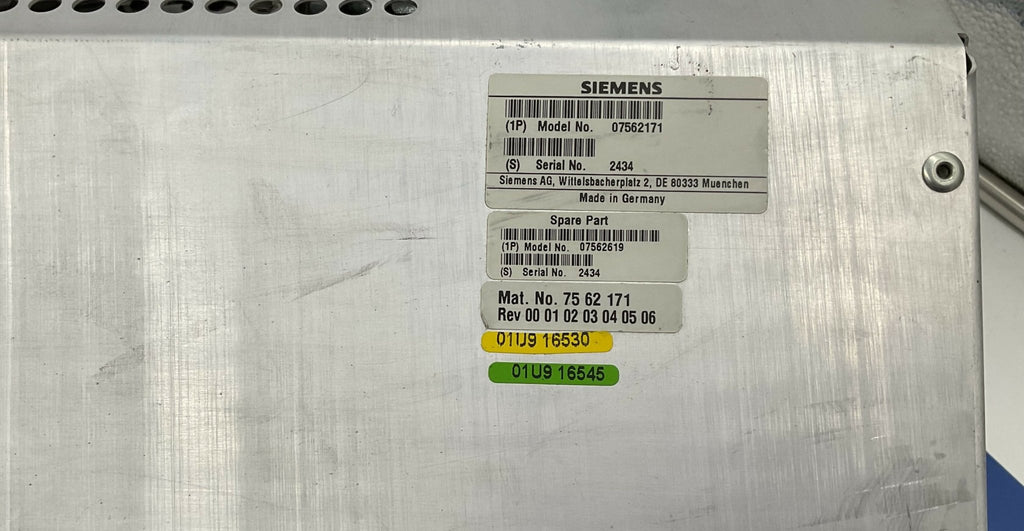 SIEMENS
(1P) Model No. 07562171
(S) Serial No. 2434
Siemens AG, Wittelsbacherplatz 2, DE 80333 Muenchen
Made in Germany
Spare Part
(1P) Model No. 07562619
(S) Serial No. 2434
Mat. No. 75 62 171
Rev 00 01 02 03 04 05 06
01U9 16530
01U9 16545